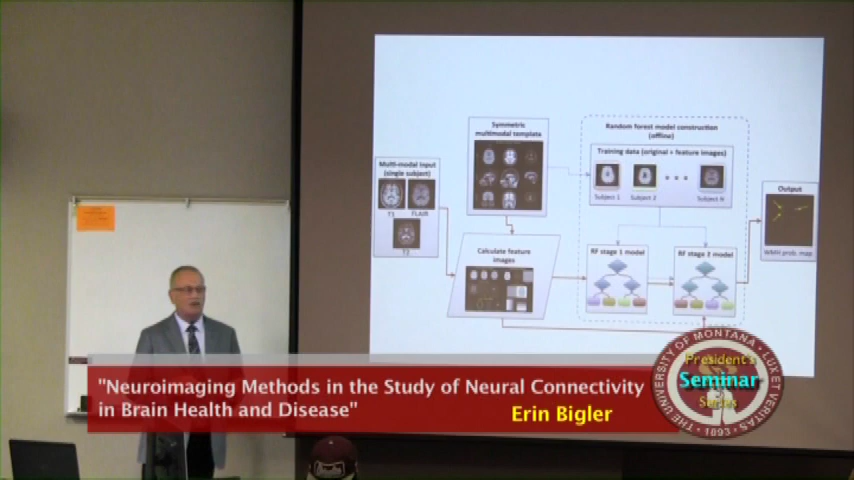 Symmetric
multimodal template
Random forest model construction
(offline)
Training data (original + feature images)
Subject 1
Subject 2
Subject N
Multi-modal input
(single subject)
T1
FLAIR
T2
Calculate feature
images
RF stage 1 model
RF stage 2 model
Output
WMH prob. map
"Neuroimaging Methods in the Study of Neural Connectivity
in Brain Health and Disease"
Erin Bigler
THE UNIVERSITY OF MONTANA · LUX ET VERITAS
President's
Seminar
Series
1893